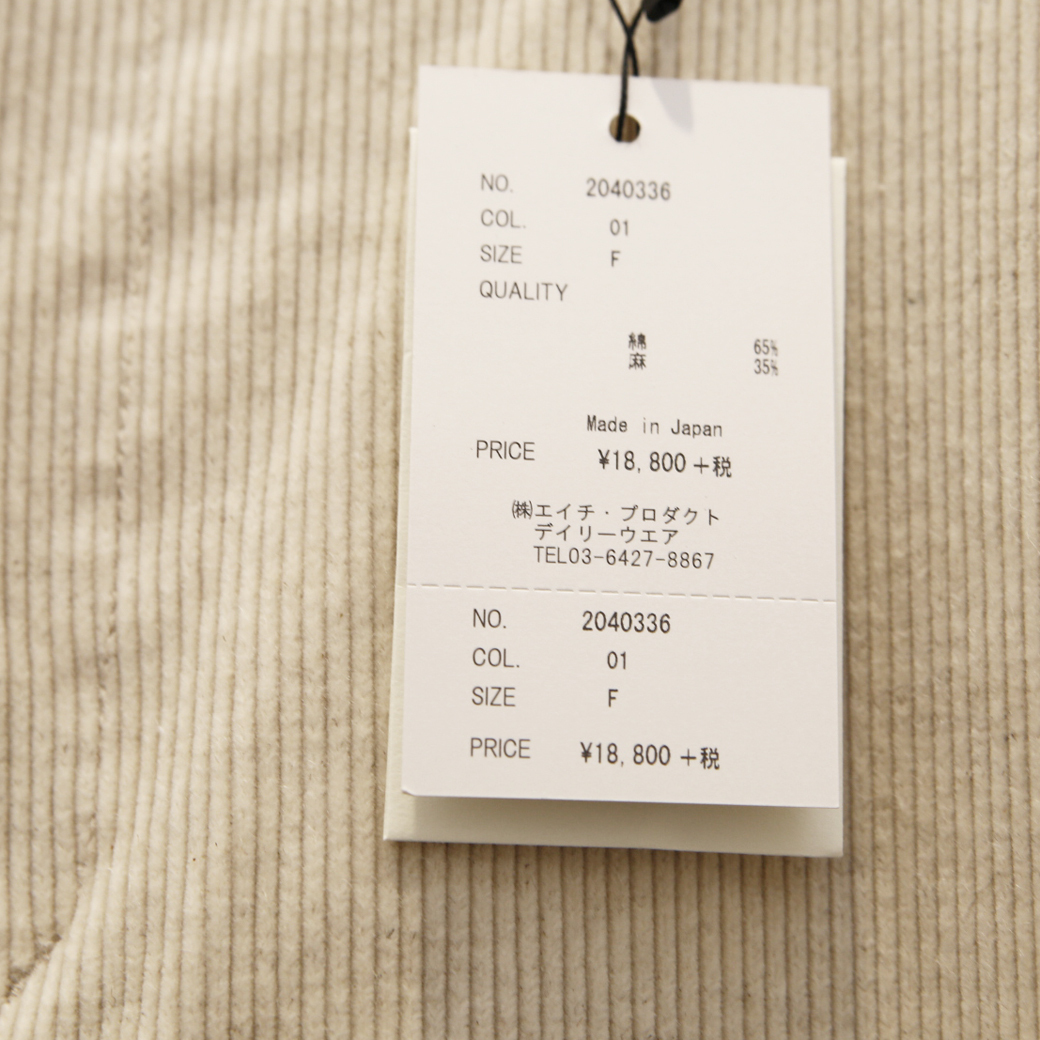 NO. 2040336
COL. 01
SIZE F
QUALITY
綿 65%
麻 35%
Made in Japan
PRICE ¥18,800+税
㈱エイチ・プロダクト
デイリーウエア
TEL03-6427-8867
NO. 2040336
COL. 01
SIZE F
PRICE ¥18,800+税